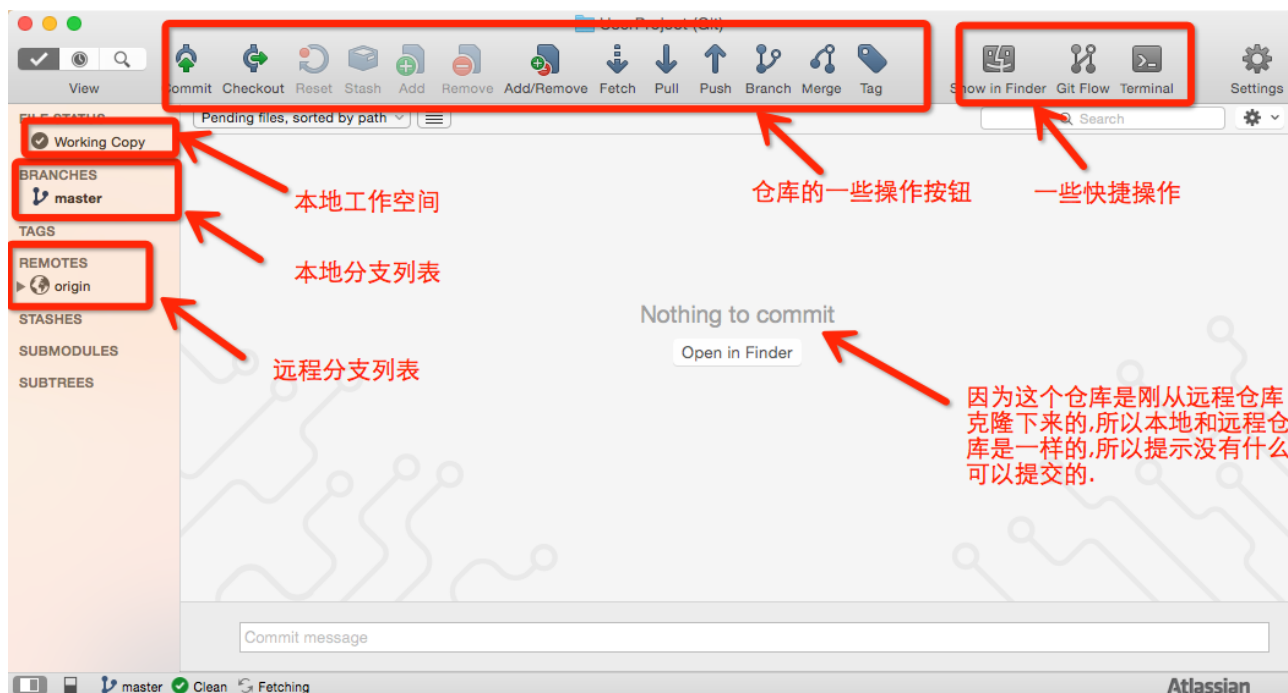 UserProject (Git)
View
Commit Checkout Reset Stash Add Remove Add/Remove Fetch Pull Push Branch Merge Tag
Show in Finder Git Flow Terminal
Settings
FILE STATUS
Pending files, sorted by path
Search
Working Copy
BRANCHES
master
本地工作空间
仓库的一些操作按钮
一些快捷操作
TAGS
REMOTES
origin
本地分支列表
STASHES
Nothing to commit
SUBMODULES
Open in Finder
远程分支列表
SUBTREES
因为这个仓库是刚从远程仓库
克隆下来的,所以本地和远程仓
库是一样的,所以提示没有什么
可以提交的.
Commit message
master Clean Fetching
Atlassian